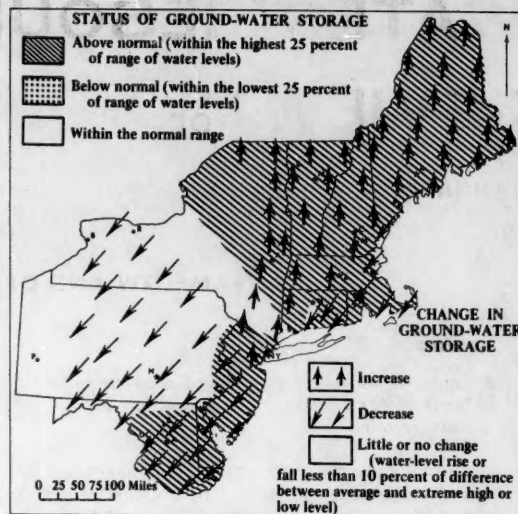 STATUS OF GROUND-WATER STORAGE
Above normal (within the highest 25 percent
of range of water levels)
Below normal (within the lowest 25 percent
of range of water levels)
Within the normal range
N
CHANGE IN
GROUND-WATER
STORAGE
NY
Increase
Decrease
Little or no change
(water-level rise or
fall less than 10 percent of difference
between average and extreme high or
low level)
0 25 50 75 100 Miles